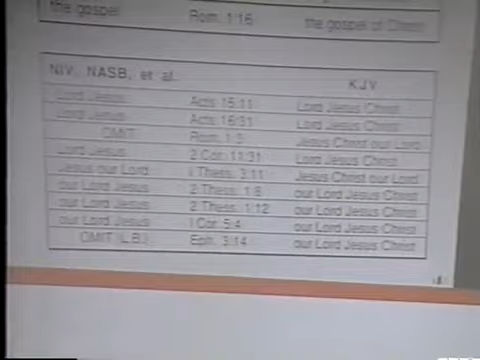 the gospel Rom. 1:16 the gospel of Christ
NIV, NASB, et al. KJV
Lord Jesus Acts 15:11 Lord Jesus Christ
Lord Jesus Acts 16:31 Lord Jesus Christ
OMIT Rom. 1:3 Jesus Christ our Lord
Lord Jesus 2 Cor. 11:31 Lord Jesus Christ
Jesus our Lord 1 Thess. 3:11 Jesus Christ our Lord
our Lord Jesus 2 Thess. 1:8 our Lord Jesus Christ
our Lord Jesus 2 Thess. 1:12 our Lord Jesus Christ
our Lord Jesus 1 Cor. 5:4 our Lord Jesus Christ
OMIT (L.B.) Eph. 3:14 our Lord Jesus Christ